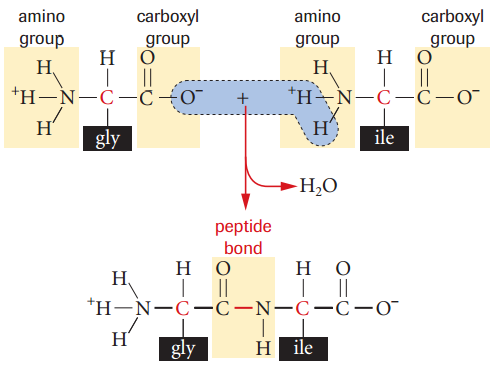 amino carboxyl amino carboxyl
group group group group
H H O H H O
⁺H—N—C—C—O⁻ + ⁺H—N—C—C—O⁻
H gly H ile
H₂O
peptide
bond
H H O H O
⁺H—N—C—C—N—C—C—O⁻
H gly H ile